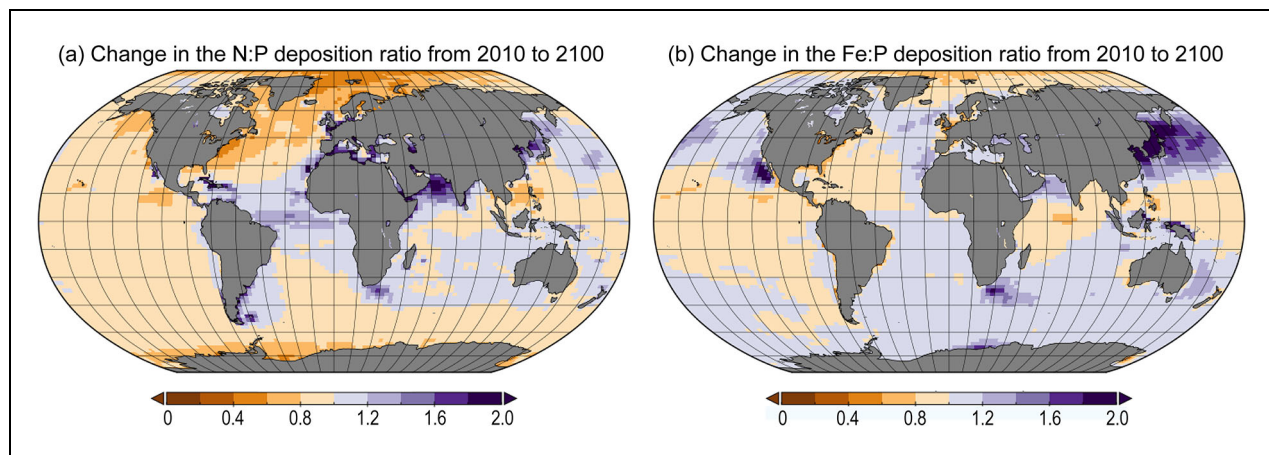 (a) Change in the N:P deposition ratio from 2010 to 2100
(b) Change in the Fe:P deposition ratio from 2010 to 2100
0 0.4 0.8 1.2 1.6 2.0
0 0.4 0.8 1.2 1.6 2.0